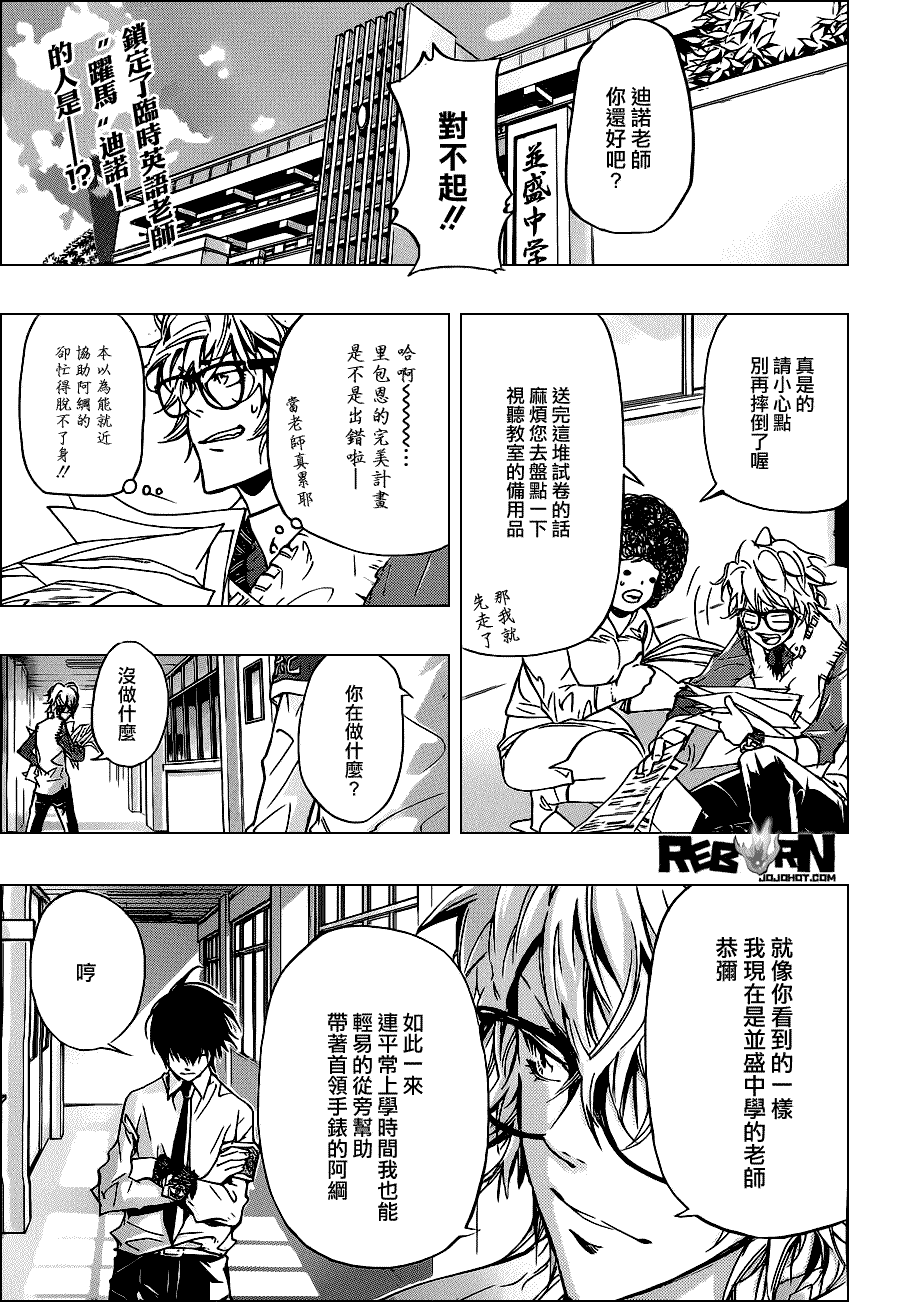 迪諾老師
你還好吧？
並盛中学
對不起!!
鎖定了臨時英語老師
"躍馬"迪諾—
的人是——!?
真是的
請小心點
別再摔倒了喔
送完這堆試卷的話
麻煩您去盤點一下
視聽教室的備用品
那我就
先走了
哈啊~~~~~……
里包恩的完美計畫
是不是出錯啦——
當老師真累耶
本以為能就近
協助阿綱的
卻忙得脫不了身!!
你在做什麼？
紀
沒做什麼
REBORN
JOJOHOT.COM
就像你看到的一樣
我現在是並盛中學的老師
恭彌
如此一來
連平常上學時間我也能
輕易的從旁幫助
帶著首領手錶的阿綱
哼